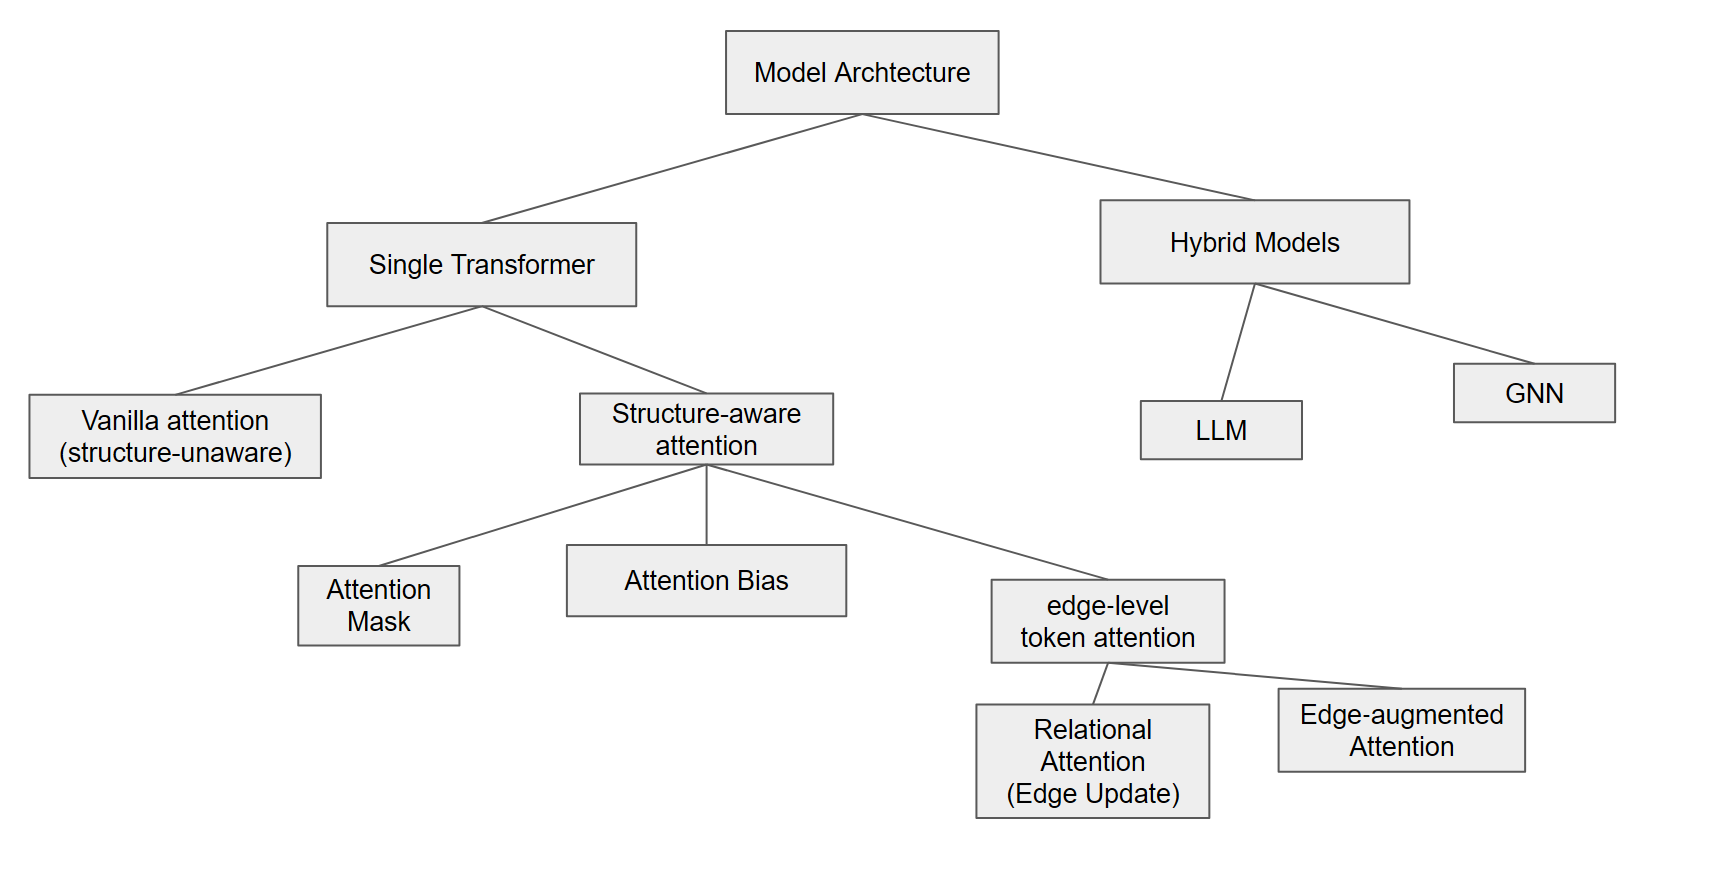 Model Archtecture
Single Transformer
Hybrid Models
Vanilla attention
(structure-unaware)
Structure-aware
attention
LLM
GNN
Attention
Mask
Attention Bias
edge-level
token attention
Relational
Attention
(Edge Update)
Edge-augmented
Attention